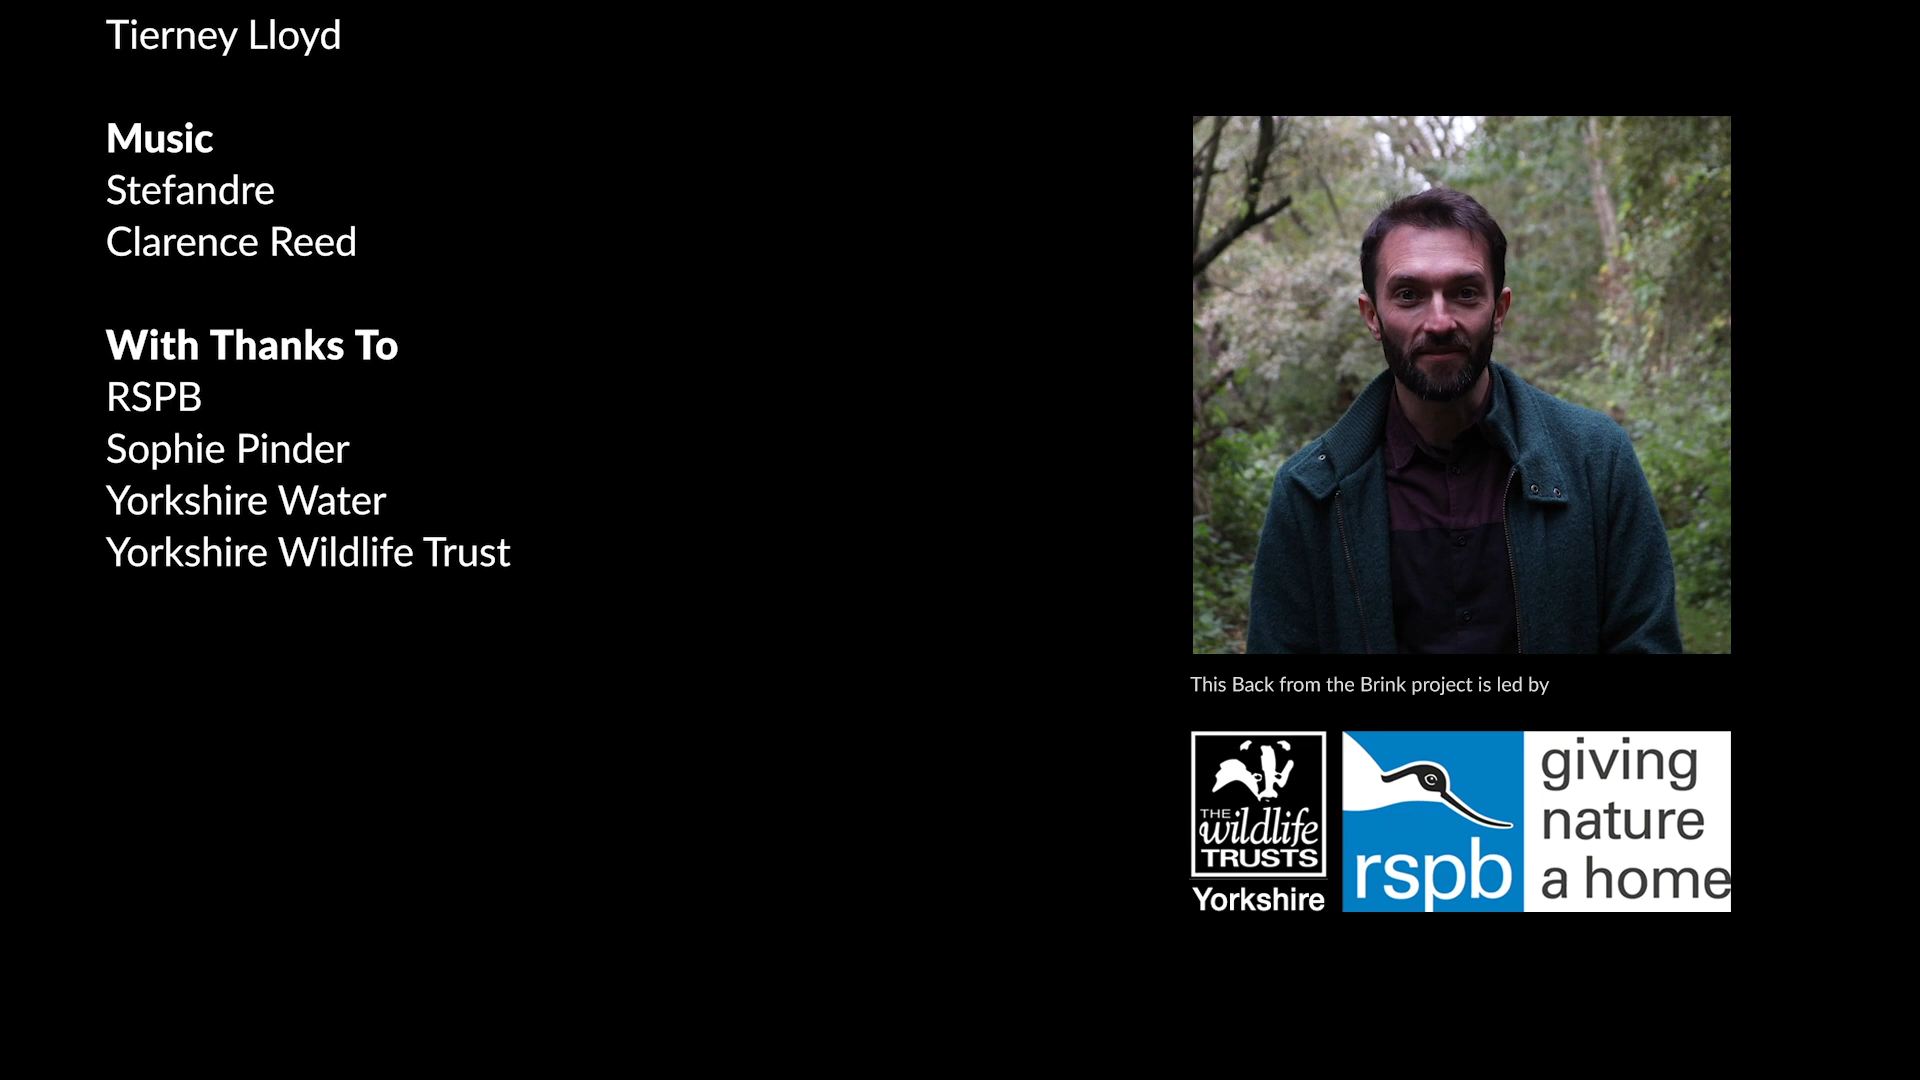 Tierney Lloyd
Music
Stefandre
Clarence Reed
With Thanks To
RSPB
Sophie Pinder
Yorkshire Water
Yorkshire Wildlife Trust
This Back from the Brink project is led by
THE
wildlife
TRUSTS
Yorkshire
rspb
giving
nature
a home